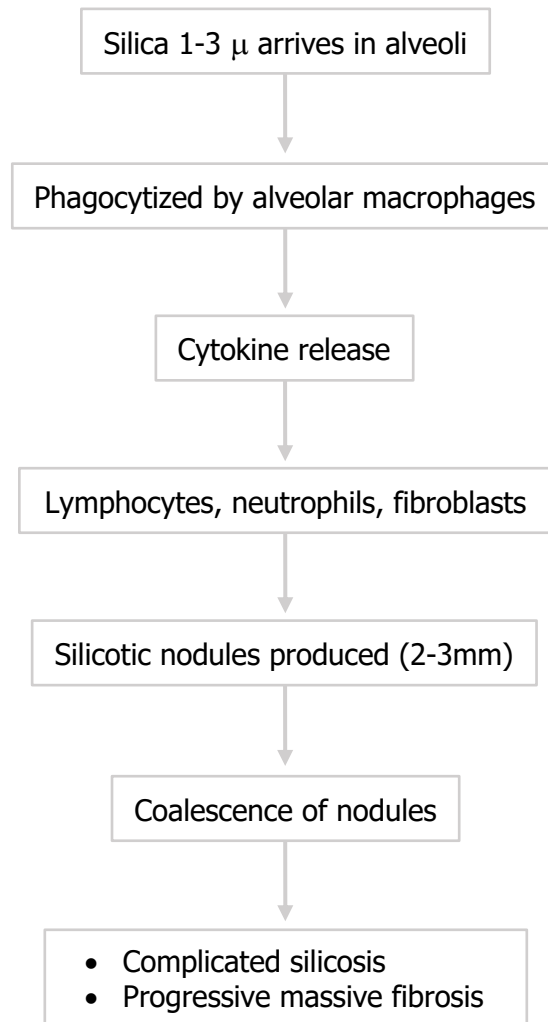 Silica 1-3 μ arrives in alveoli
Phagocytized by alveolar macrophages
Cytokine release
Lymphocytes, neutrophils, fibroblasts
Silicotic nodules produced (2-3mm)
Coalescence of nodules
• Complicated silicosis
• Progressive massive fibrosis